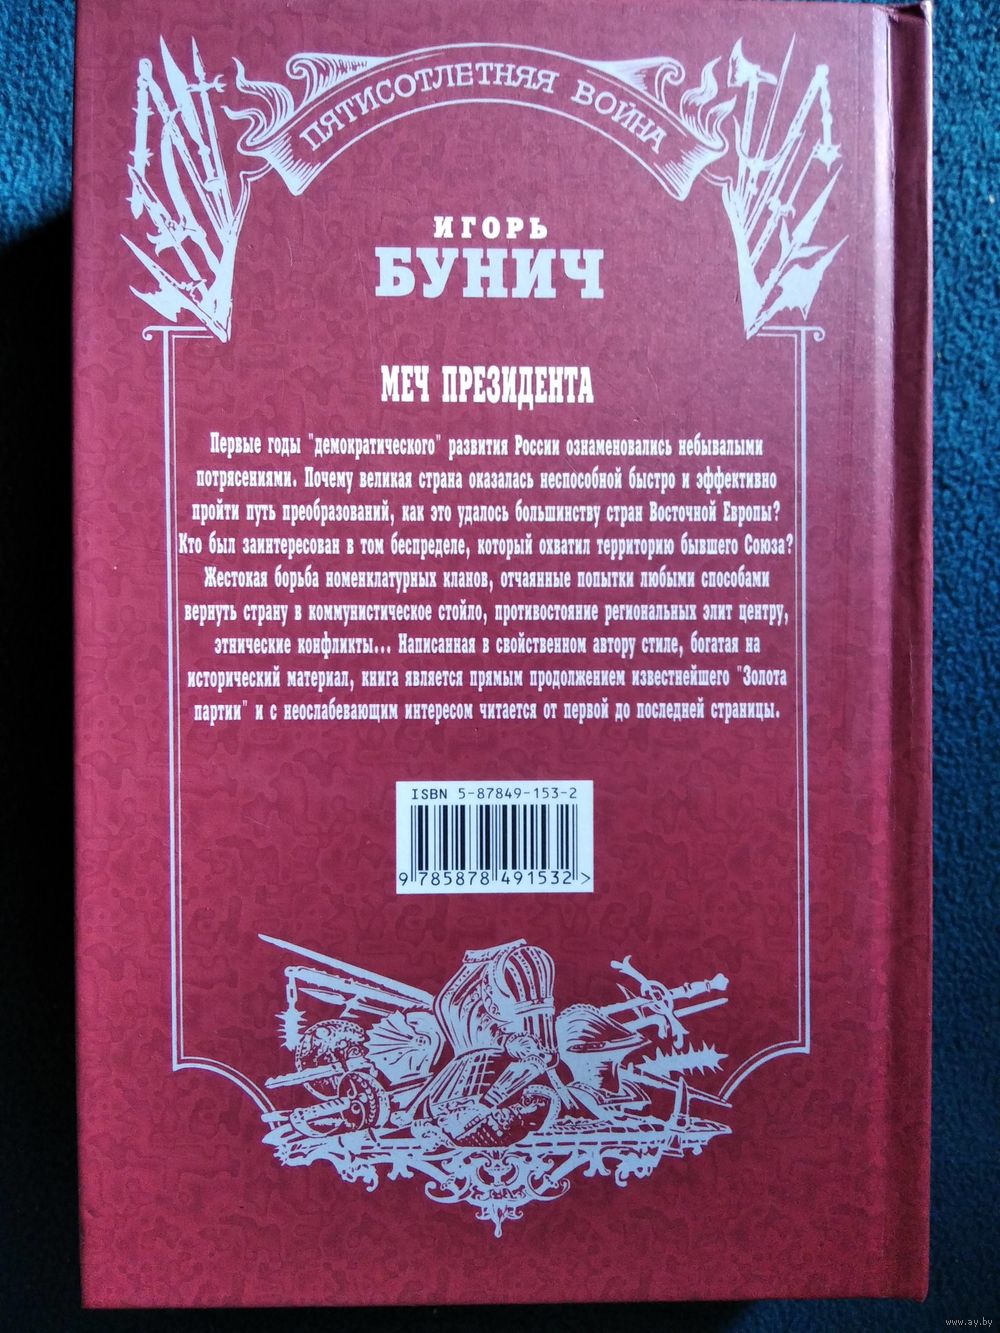 ПЯТИСОТЛЕТНЯЯ ВОЙНА
ИГОРЬ
БУНИЧ
МЕЧ ПРЕЗИДЕНТА
Первые годы "демократического" развития России ознаменовались небывалыми
потрясениями. Почему великая страна оказалась неспособной быстро и эффективно
пройти путь преобразований, как это удалось большинству стран Восточной Европы?
Кто был заинтересован в том беспределе, который охватил территорию бывшего Союза?
Жестокая борьба номенклатурных кланов, отчаянные попытки любыми способами
вернуть страну в коммунистическое стойло, противостояние региональных элит центру,
этнические конфликты... Написанная в свойственном автору стиле, богатая на
исторический материал, книга является прямым продолжением известнейшего "Золота
партии" и с неослабевающим интересом читается от первой до последней страницы.
ISBN 5-87849-153-2
9 785878 491532 >
www.ay.by